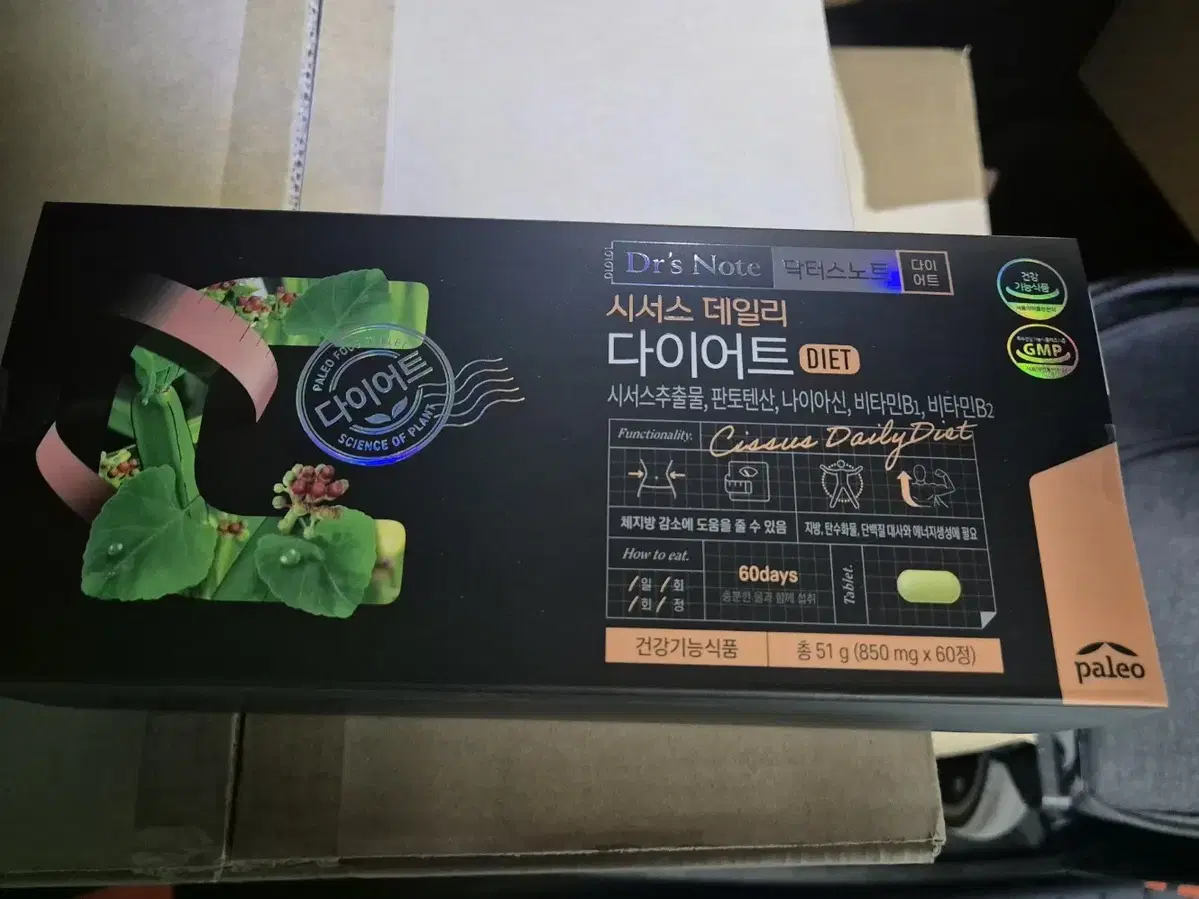 Dr's Note 닥터스노트 다이어트
시서스 데일리
다이어트 DIET
시서스추출물, 판토텐산, 나이아신, 비타민B1, 비타민B2
Functionality.
Cissus Daily Diet
체지방 감소에 도움을 줄 수 있음
지방, 탄수화물, 단백질 대사와 에너지생성에 필요
How to eat.
1일 1회
1회 1정
60days
충분한 물과 함께 섭취
Tablet.
건강기능식품
총 51 g (850 mg x 60정)
건강
기능식품
GMP
paleo
다이어트
SCIENCE OF PLANT